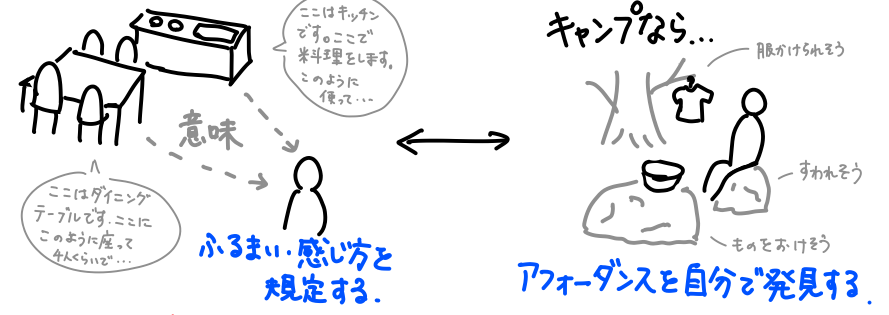 ここはキッチン
です。ここで
料理をします。
このように
使って…
意味
ここはダイニング
テーブルです。ここに
このように座って
4人くらいで…
ふるまい・感じ方を
規定する.
キャンプなら…
服かけられそう
すわれそう
ものをおけそう
アフォーダンスを自分で発見する.